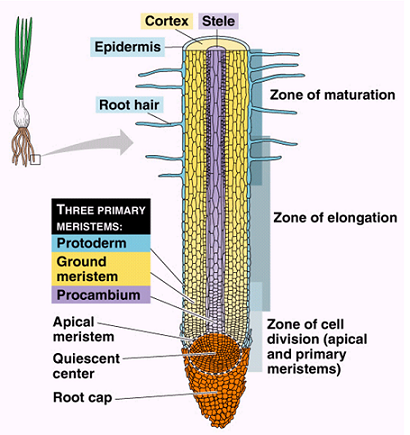 Cortex Stele
Epidermis
Root hair
Zone of maturation
Zone of elongation
THREE PRIMARY
MERISTEMS:
Protoderm
Ground
meristem
Procambium
Apical
meristem
Quiescent
center
Root cap
Zone of cell
division (apical
and primary
meristems)